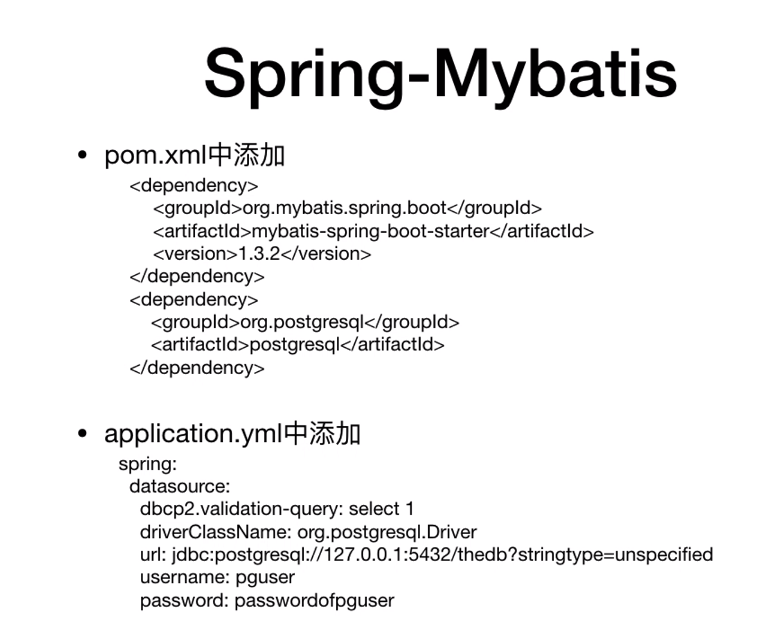 Spring-Mybatis
• pom.xml中添加
<dependency>
<groupId>org.mybatis.spring.boot</groupId>
<artifactId>mybatis-spring-boot-starter</artifactId>
<version>1.3.2</version>
</dependency>
<dependency>
<groupId>org.postgresql</groupId>
<artifactId>postgresql</artifactId>
</dependency>
• application.yml中添加
spring:
datasource:
dbcp2.validation-query: select 1
driverClassName: org.postgresql.Driver
url: jdbc:postgresql://127.0.0.1:5432/thedb?stringtype=unspecified
username: pguser
password: passwordofpguser